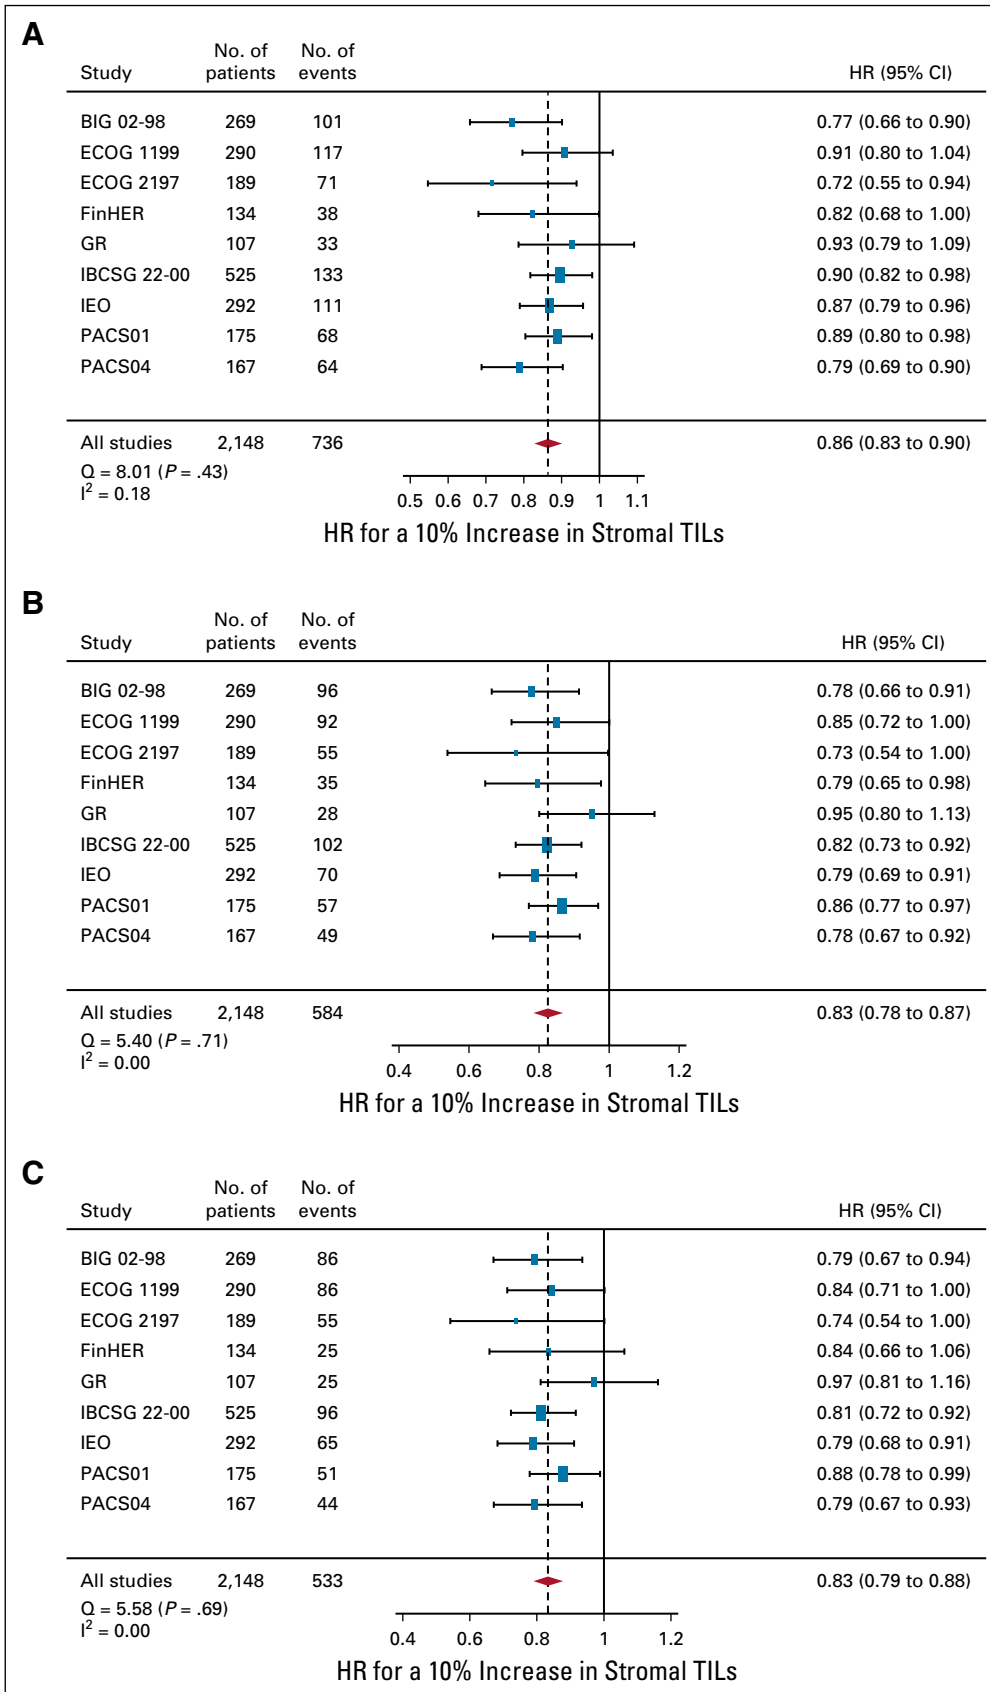 A
Study No. of patients No. of events HR (95% CI)
BIG 02-98 269 101 0.77 (0.66 to 0.90)
ECOG 1199 290 117 0.91 (0.80 to 1.04)
ECOG 2197 189 71 0.72 (0.55 to 0.94)
FinHER 134 38 0.82 (0.68 to 1.00)
GR 107 33 0.93 (0.79 to 1.09)
IBCSG 22-00 525 133 0.90 (0.82 to 0.98)
IEO 292 111 0.87 (0.79 to 0.96)
PACS01 175 68 0.89 (0.80 to 0.98)
PACS04 167 64 0.79 (0.69 to 0.90)
All studies 2,148 736 0.86 (0.83 to 0.90)
Q = 8.01 (P = .43)
I² = 0.18
0.5 0.6 0.7 0.8 0.9 1 1.1
HR for a 10% Increase in Stromal TILs
B
Study No. of patients No. of events HR (95% CI)
BIG 02-98 269 96 0.78 (0.66 to 0.91)
ECOG 1199 290 92 0.85 (0.72 to 1.00)
ECOG 2197 189 55 0.73 (0.54 to 1.00)
FinHER 134 35 0.79 (0.65 to 0.98)
GR 107 28 0.95 (0.80 to 1.13)
IBCSG 22-00 525 102 0.82 (0.73 to 0.92)
IEO 292 70 0.79 (0.69 to 0.91)
PACS01 175 57 0.86 (0.77 to 0.97)
PACS04 167 49 0.78 (0.67 to 0.92)
All studies 2,148 584 0.83 (0.78 to 0.87)
Q = 5.40 (P = .71)
I² = 0.00
0.4 0.6 0.8 1 1.2
HR for a 10% Increase in Stromal TILs
C
Study No. of patients No. of events HR (95% CI)
BIG 02-98 269 86 0.79 (0.67 to 0.94)
ECOG 1199 290 86 0.84 (0.71 to 1.00)
ECOG 2197 189 55 0.74 (0.54 to 1.00)
FinHER 134 25 0.84 (0.66 to 1.06)
GR 107 25 0.97 (0.81 to 1.16)
IBCSG 22-00 525 96 0.81 (0.72 to 0.92)
IEO 292 65 0.79 (0.68 to 0.91)
PACS01 175 51 0.88 (0.78 to 0.99)
PACS04 167 44 0.79 (0.67 to 0.93)
All studies 2,148 533 0.83 (0.79 to 0.88)
Q = 5.58 (P = .69)
I² = 0.00
0.4 0.6 0.8 1 1.2
HR for a 10% Increase in Stromal TILs